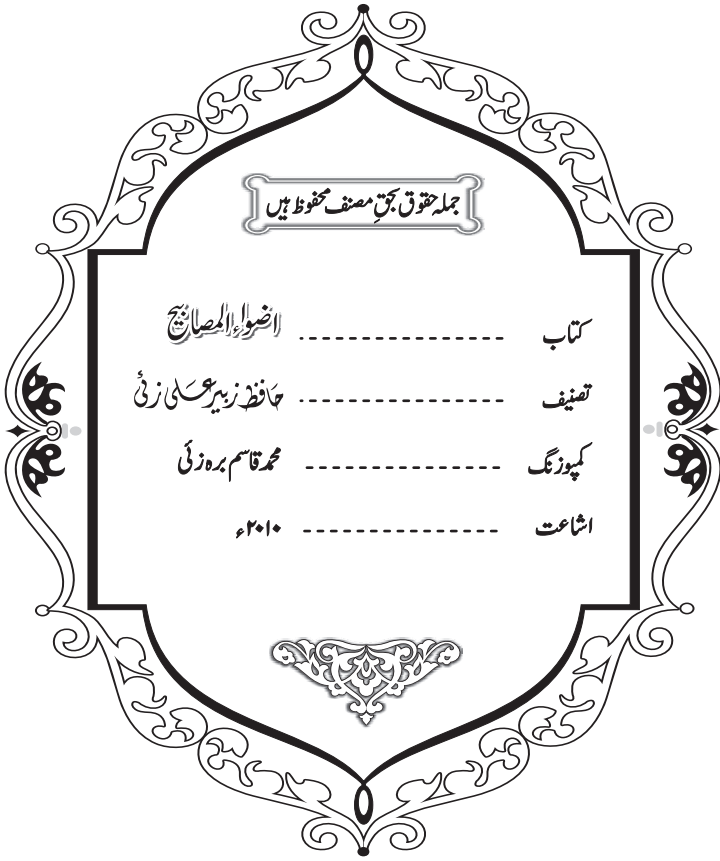 جملہ حقوق بحقِ مصنف محفوظ ہیں
کتاب ---------------- اضواء المصابیح
تصنیف ---------------- حافظ زبیر علی زئی
کمپوزنگ ---------------- محمد قاسم برہ زئی
اشاعت ---------------- ۲۰۱۰ء